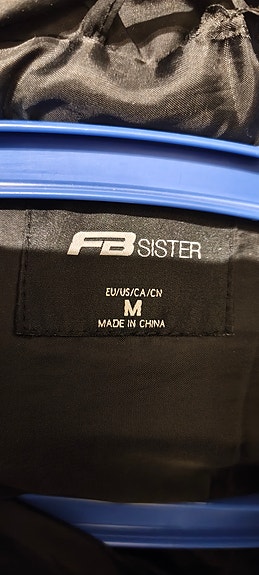 FB SISTER
EU/US/CA/CN
M
MADE IN CHINA